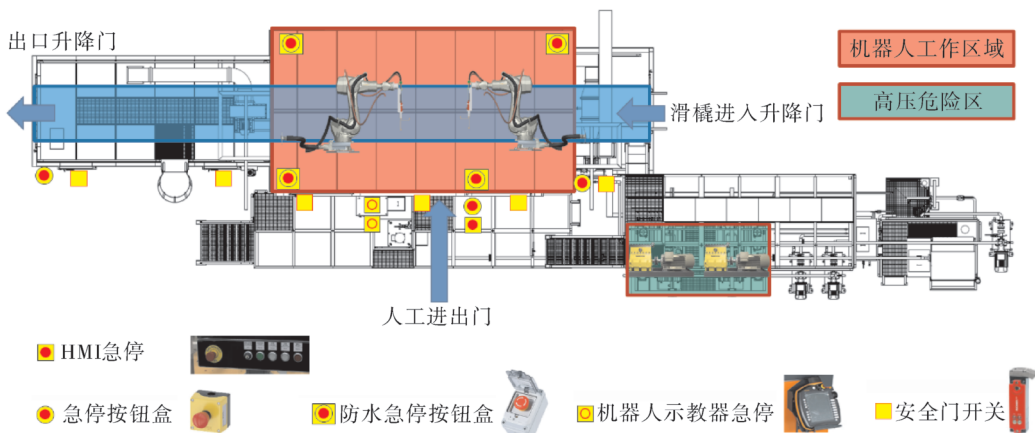 出口升降门
机器人工作区域
高压危险区
滑橇进入升降门
人工进出门
HMI急停
急停按钮盒
防水急停按钮盒
机器人示教器急停
安全门开关